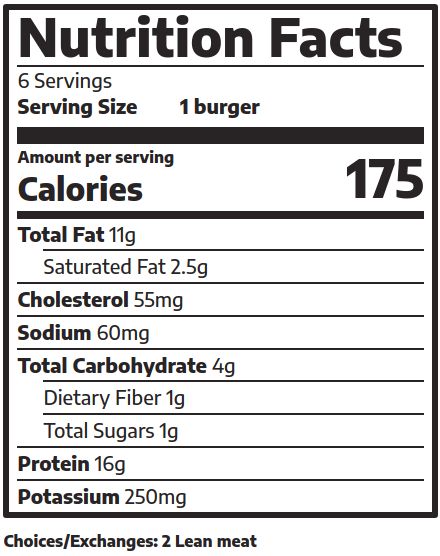 Nutrition Facts
6 Servings
Serving Size 1 burger
Amount per serving
Calories 175
Total Fat 11g
Saturated Fat 2.5g
Cholesterol 55mg
Sodium 60mg
Total Carbohydrate 4g
Dietary Fiber 1g
Total Sugars 1g
Protein 16g
Potassium 250mg
Choices/Exchanges: 2 Lean meat